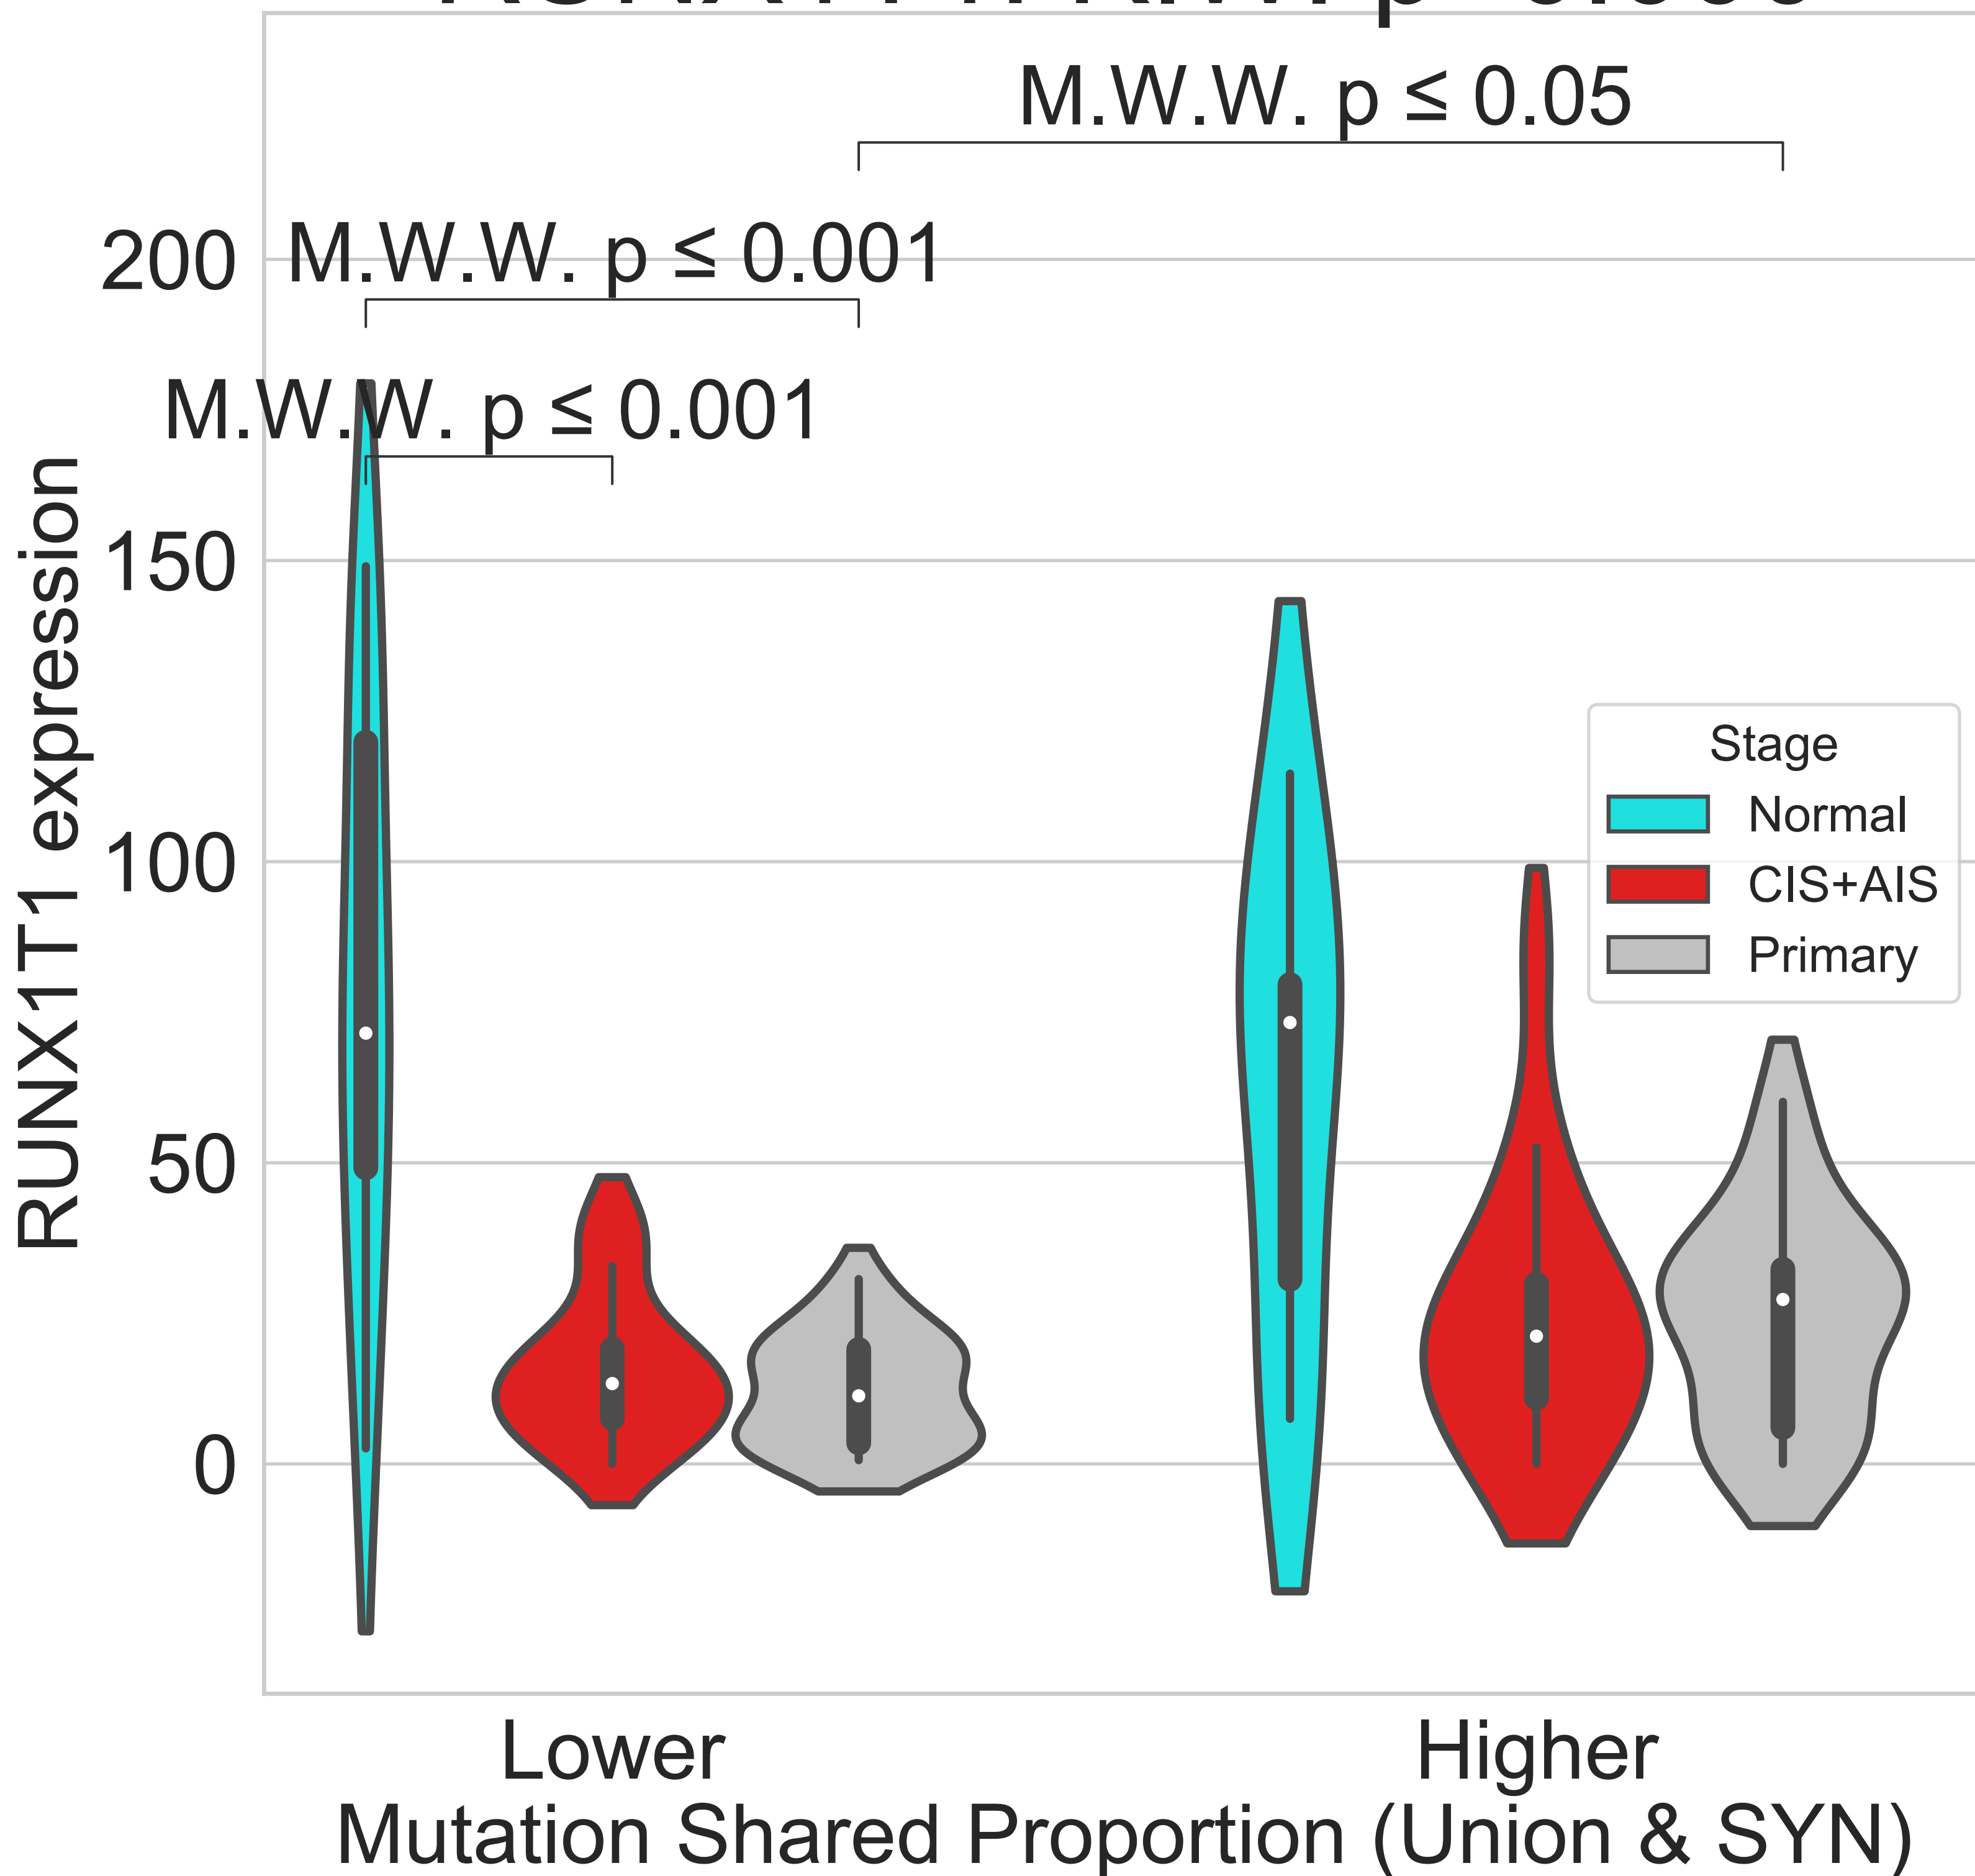 M.W.W. p ≤ 0.05
M.W.W. p ≤ 0.001
M.W.W. p ≤ 0.001
200
150
100
50
0
RUNX1T1 expression
Stage
Normal
CIS+AIS
Primary
Lower
Higher
Mutation Shared Proportion (Union & SYN)